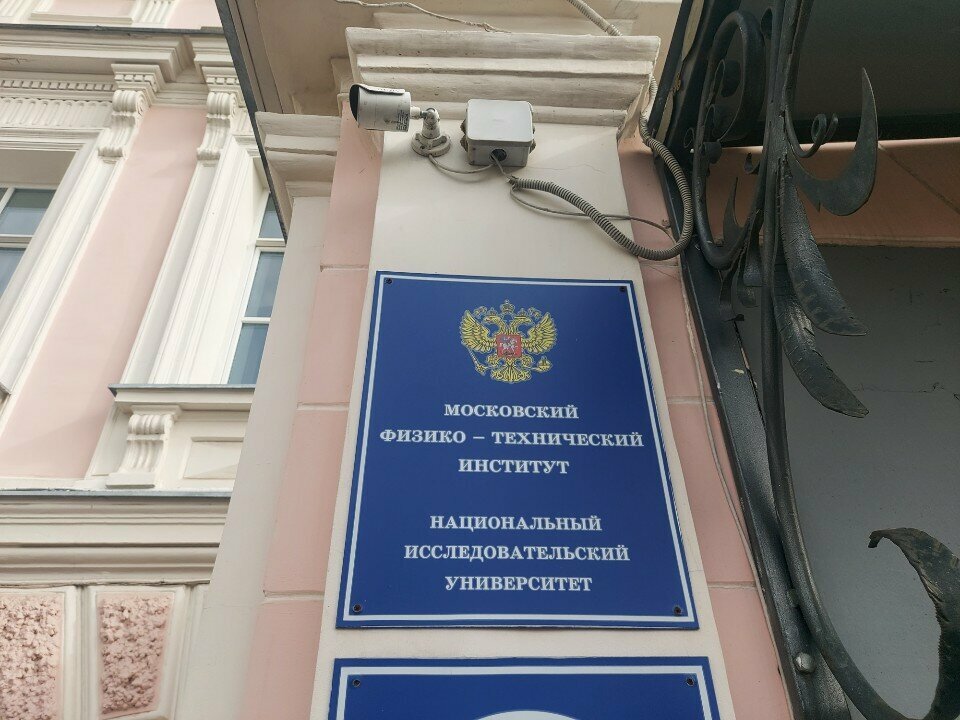 МОСКОВСКИЙ
ФИЗИКО – ТЕХНИЧЕСКИЙ
ИНСТИТУТ
НАЦИОНАЛЬНЫЙ
ИССЛЕДОВАТЕЛЬСКИЙ
УНИВЕРСИТЕТ